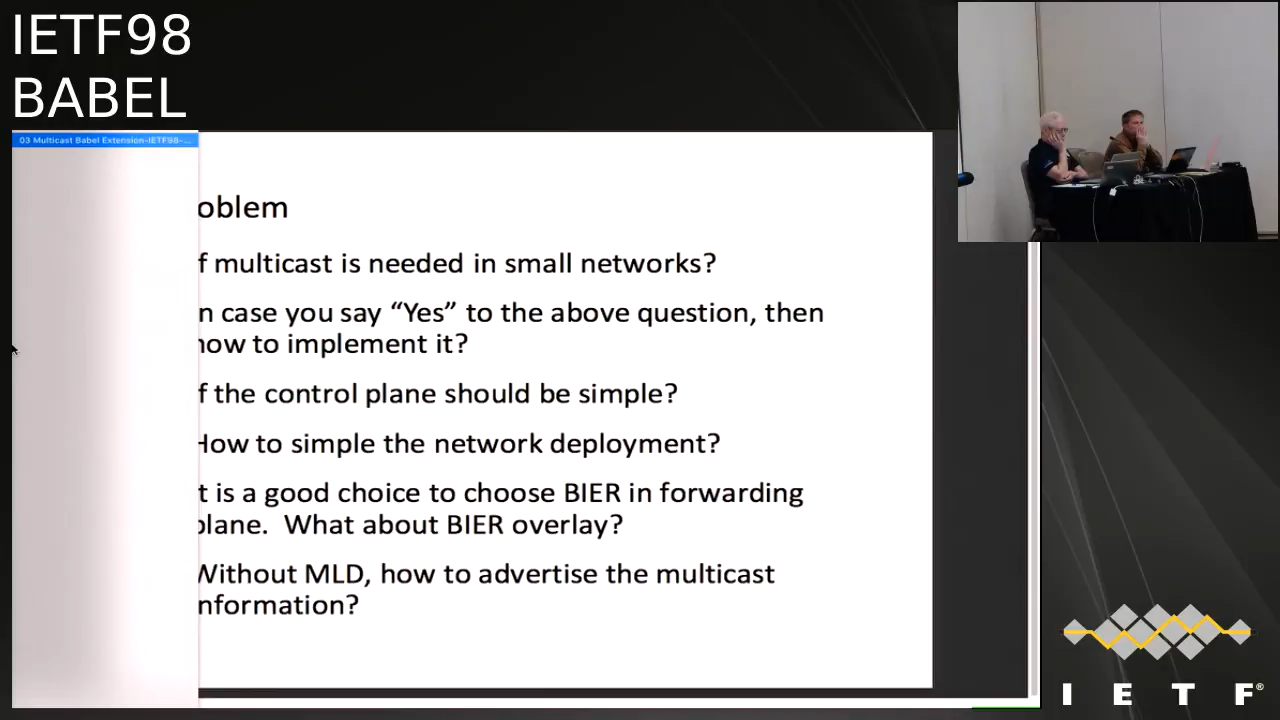 IETF98
BABEL
03 Multicast Babel Extension-IETF98-...
oblem
f multicast is needed in small networks?
n case you say “Yes” to the above question, then
how to implement it?
f the control plane should be simple?
How to simple the network deployment?
t is a good choice to choose BIER in forwarding
plane. What about BIER overlay?
Without MLD, how to advertise the multicast
nformation?
I E T F®